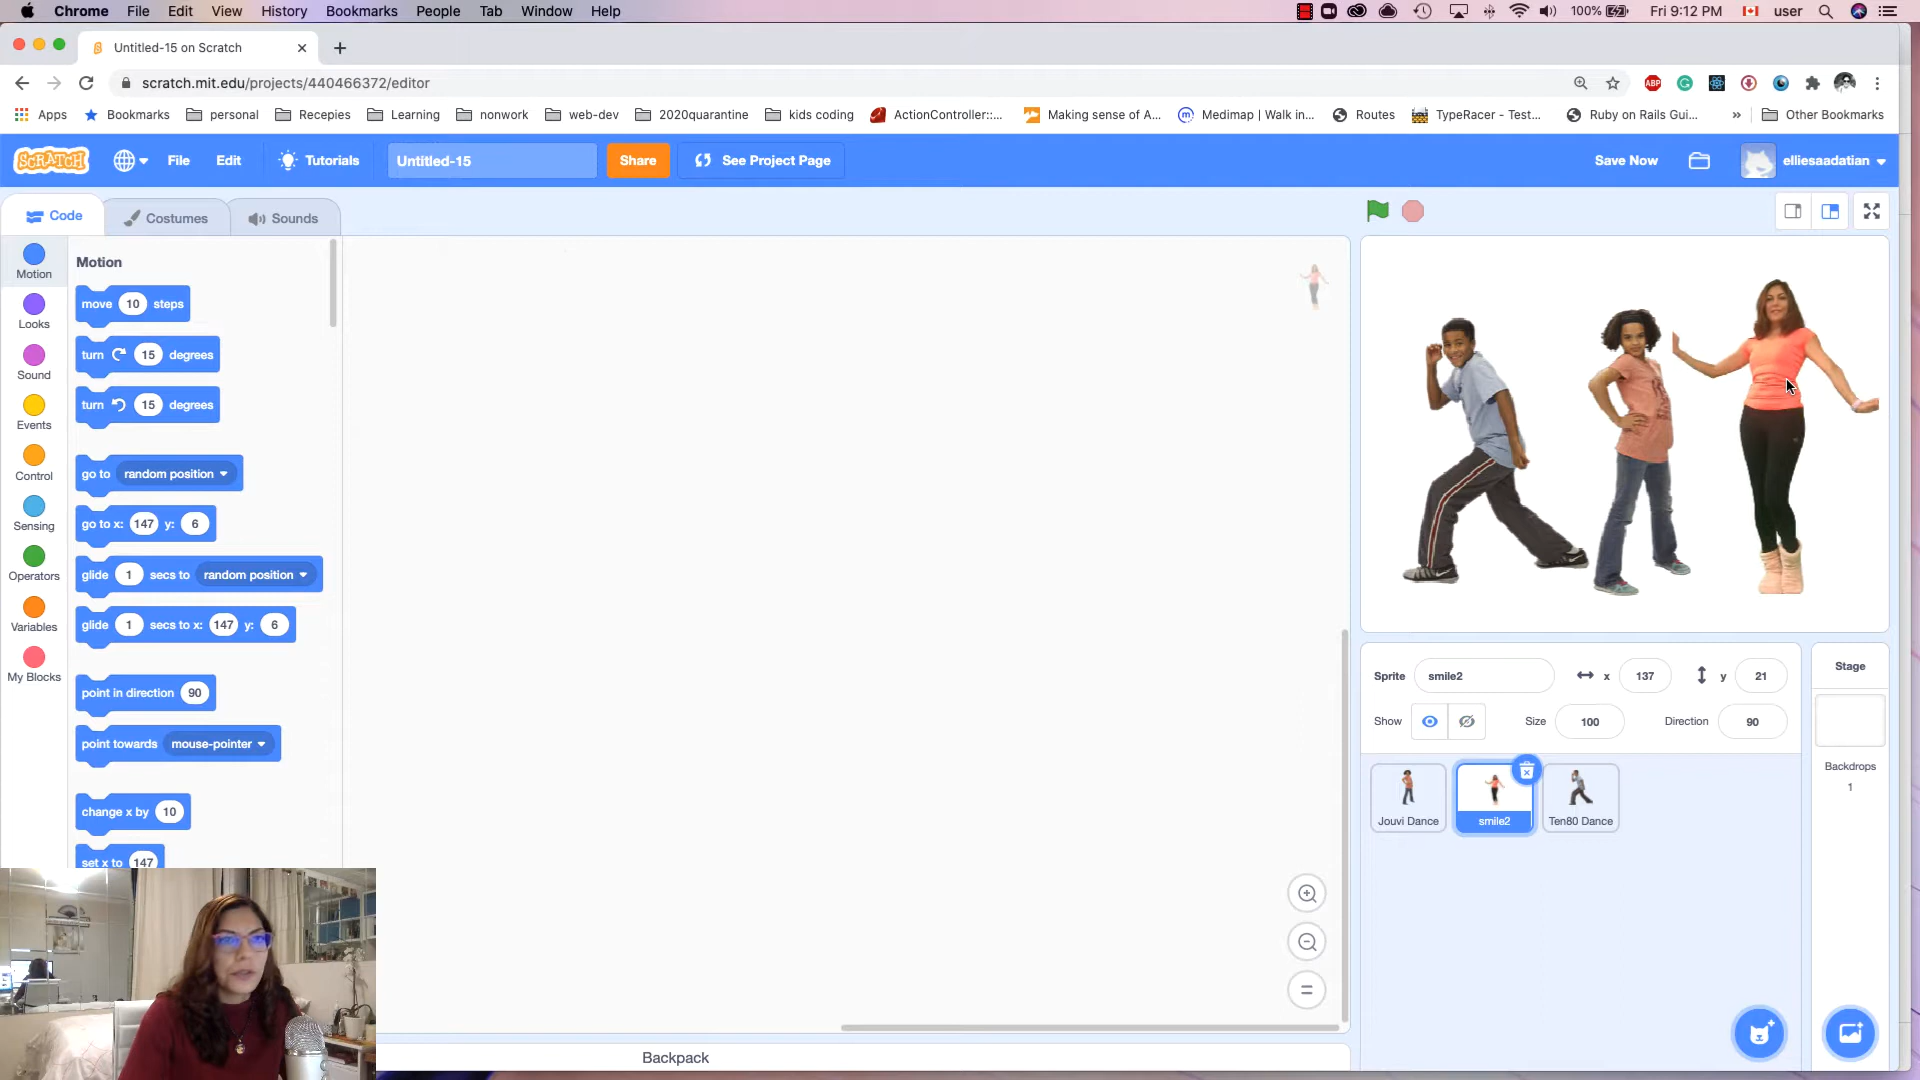 Chrome File Edit View History Bookmarks People Tab Window Help 100% Fri 9:12 PM user
Untitled-15 on Scratch
scratch.mit.edu/projects/440466372/editor
ABP
Apps Bookmarks personal Recepies Learning nonwork web-dev 2020quarantine kids coding ActionController::... Making sense of A... Medimap | Walk in... Routes TypeRacer - Test... Ruby on Rails Gui... » Other Bookmarks
SCRATCH File Edit Tutorials Untitled-15 Share See Project Page Save Now elliesaadatian
Code Costumes Sounds
Motion
Looks
Sound
Events
Control
Sensing
Operators
Variables
My Blocks
Motion
move 10 steps
turn 15 degrees
turn 15 degrees
go to random position
go to x: 147 y: 6
glide 1 secs to random position
glide 1 secs to x: 147 y: 6
point in direction 90
point towards mouse-pointer
change x by 10
set x to 147
Sprite smile2 x 137 y 21
Show Size 100 Direction 90
Jouvi Dance smile2 Ten80 Dance
Stage
Backdrops
1
Backpack